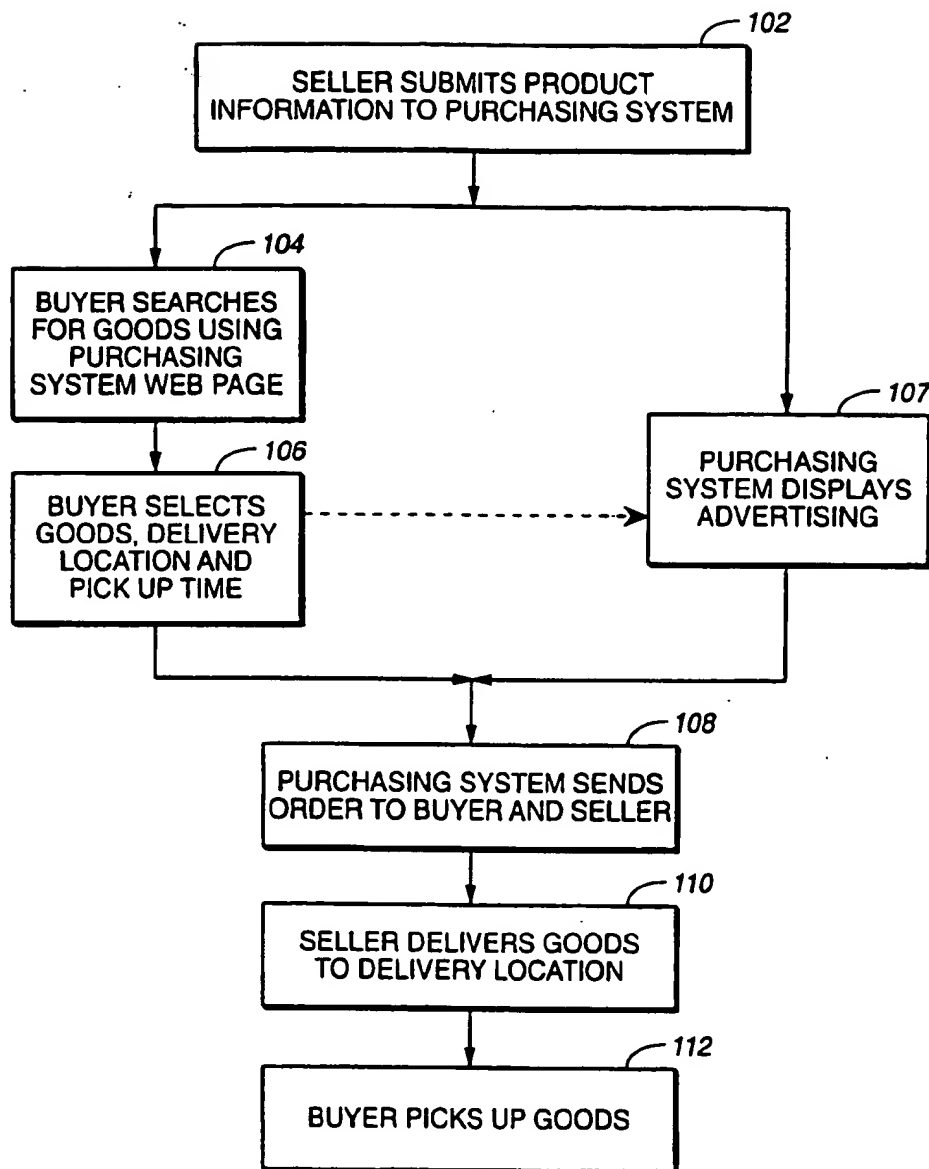 102
SELLER SUBMITS PRODUCT
INFORMATION TO PURCHASING SYSTEM
104
BUYER SEARCHES
FOR GOODS USING
PURCHASING
SYSTEM WEB PAGE
106
BUYER SELECTS
GOODS, DELIVERY
LOCATION AND
PICK UP TIME
107
PURCHASING
SYSTEM DISPLAYS
ADVERTISING
108
PURCHASING SYSTEM SENDS
ORDER TO BUYER AND SELLER
110
SELLER DELIVERS GOODS
TO DELIVERY LOCATION
112
BUYER PICKS UP GOODS